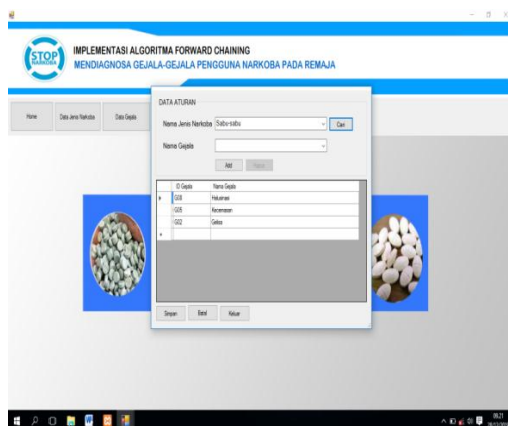 STOP
NARKOBA
IMPLEMENTASI ALGORITMA FORWARD CHAINING
MENDIAGNOSA GEJALA-GEJALA PENGGUNA NARKOBA PADA REMAJA
Home Data Jenis Narkoba Data Gejala
DATA ATURAN
Nama Jenis Narkoba Sabu-sabu Cari
Nama Gejala
Add Hapus
ID Gejala Nama Gejala
Halusinasi
G05 Kecemasan
G02 Gelisa
Simpan Batal Keluar